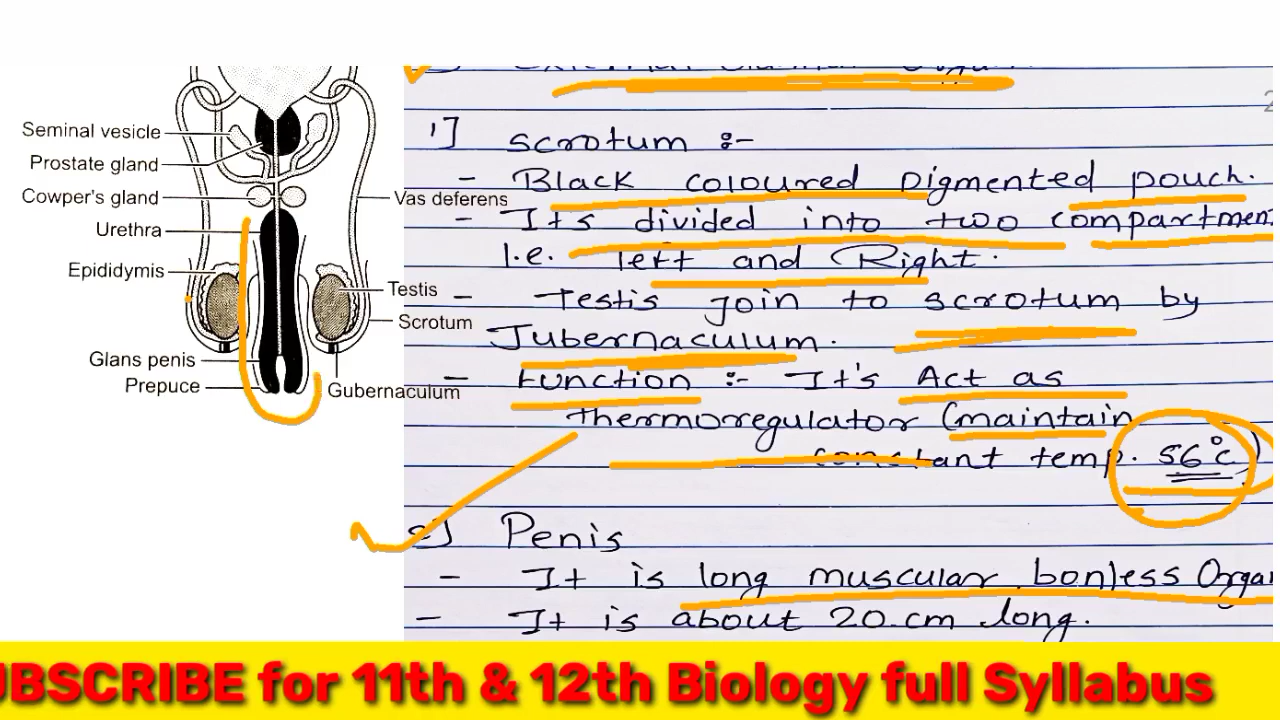 Seminal vesicle
Prostate gland
Cowper's gland
Urethra
Epididymis
Glans penis
Prepuce
Vas deferens
Testis
Scrotum
Gubernaculum
1] scrotum :-
- Black coloured pigmented pouch.
- Its divided into two compartmen
I.e. left and Right.
- Testis join to scrotum by
Jubernaculum.
- Function :- It's Act as
thermoregulator (maintain
constant temp. 56°c)
2] Penis
- It is long muscular bonless Orga
- It is about 20 cm long.
UBSCRIBE for 11th & 12th Biology full Syllabus